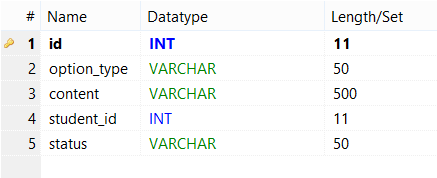 # Name Datatype Length/Set
1 id INT 11
2 option_type VARCHAR 50
3 content VARCHAR 500
4 student_id INT 11
5 status VARCHAR 50